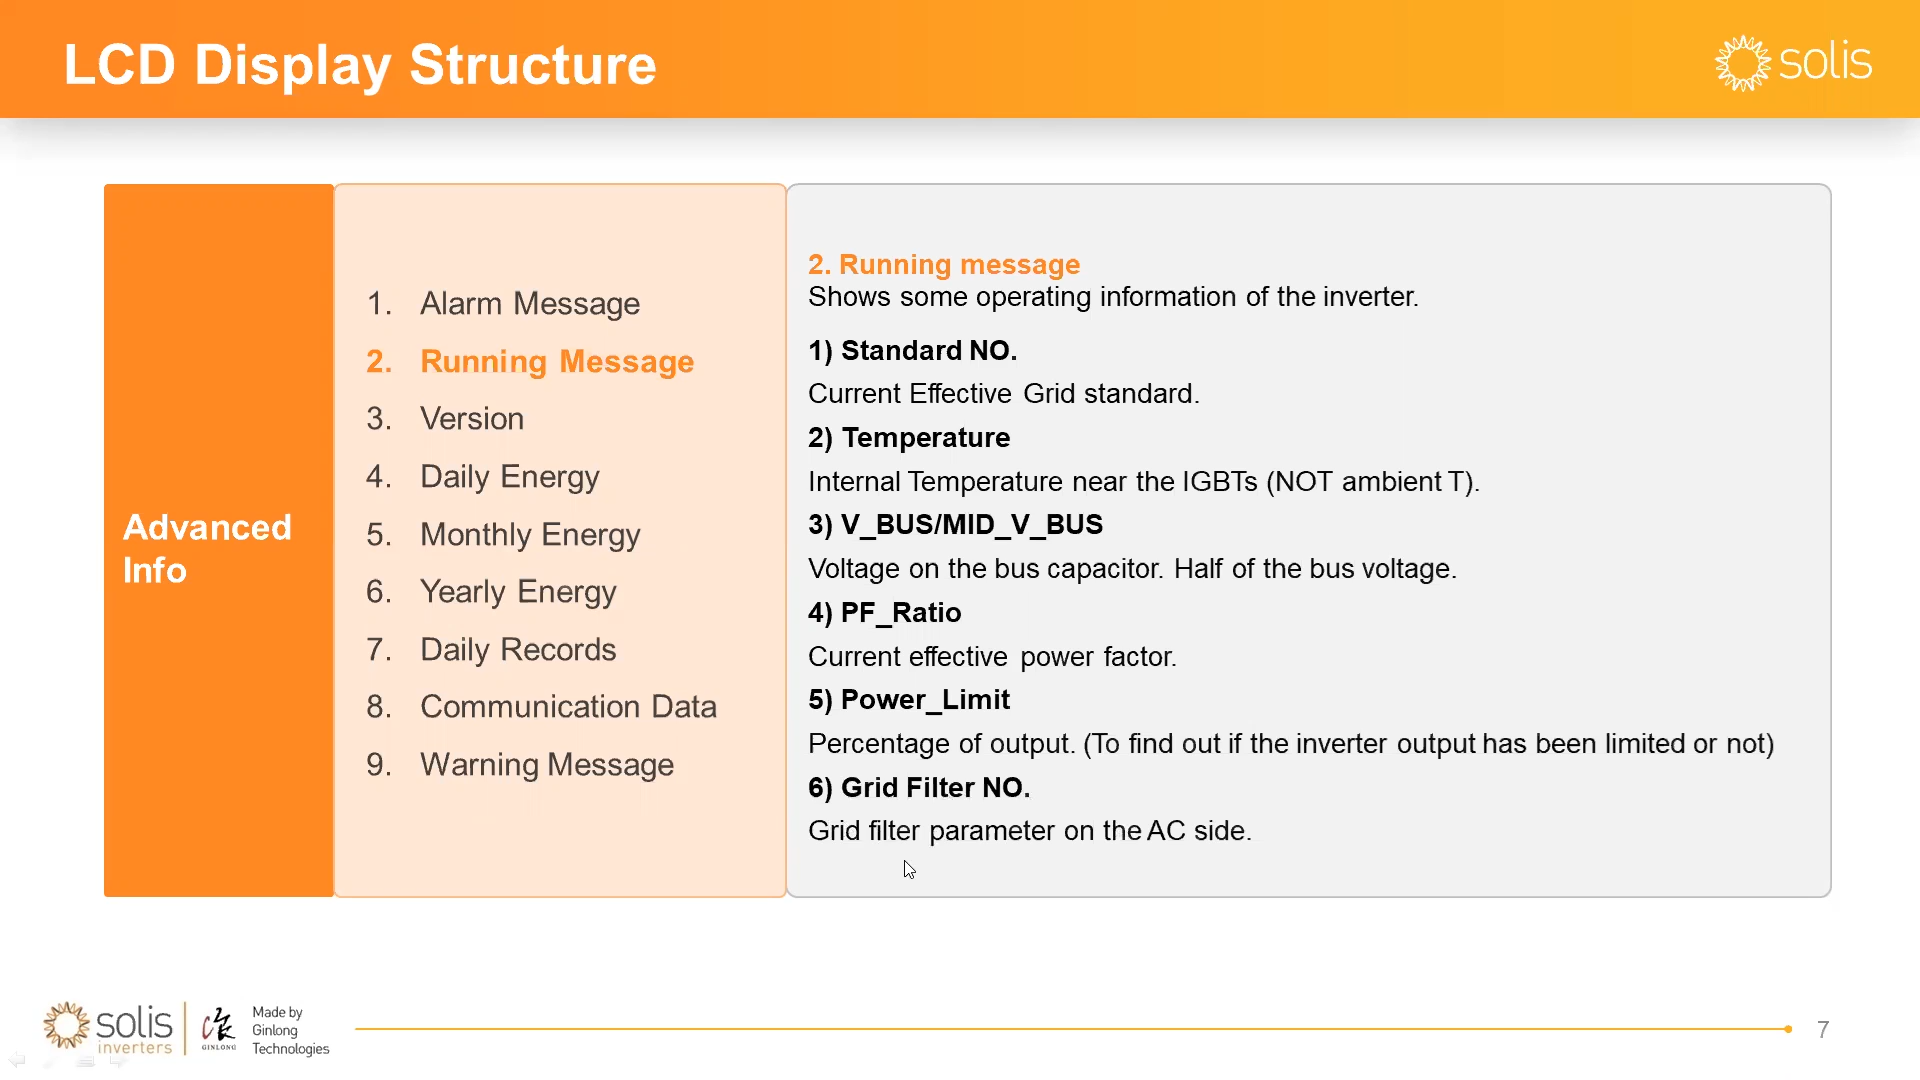 LCD Display Structure
solis
Advanced
Info
1. Alarm Message
2. Running Message
3. Version
4. Daily Energy
5. Monthly Energy
6. Yearly Energy
7. Daily Records
8. Communication Data
9. Warning Message
2. Running message
Shows some operating information of the inverter.
1) Standard NO.
Current Effective Grid standard.
2) Temperature
Internal Temperature near the IGBTs (NOT ambient T).
3) V_BUS/MID_V_BUS
Voltage on the bus capacitor. Half of the bus voltage.
4) PF_Ratio
Current effective power factor.
5) Power_Limit
Percentage of output. (To find out if the inverter output has been limited or not)
6) Grid Filter NO.
Grid filter parameter on the AC side.
solis
inverters
GINLONG
Made by
Ginlong
Technologies
7